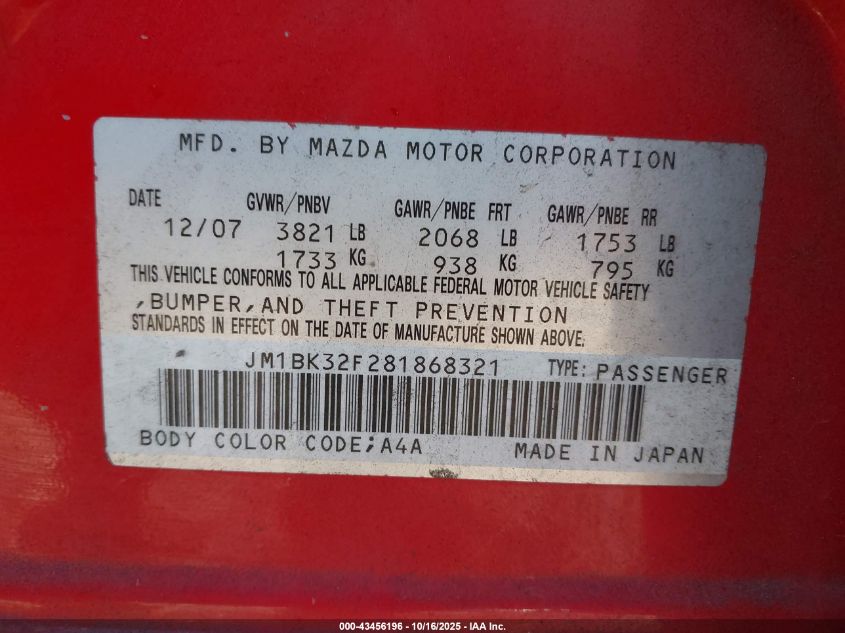 MFD. BY MAZDA MOTOR CORPORATION
DATE GVWR/PNBV GAWR/PNBE FRT GAWR/PNBE RR
12/07 3821 LB 2068 LB 1753 LB
1733 KG 938 KG 795 KG
THIS VEHICLE CONFORMS TO ALL APPLICABLE FEDERAL MOTOR VEHICLE SAFETY
,BUMPER,AND THEFT PREVENTION
STANDARDS IN EFFECT ON THE DATE OF MANUFACTURE SHOWN ABOVE.
JM1BK32F281868321 TYPE: PASSENGER
BODY COLOR CODE;A4A MADE IN JAPAN
000-43456196 - 10/16/2025 - IAA Inc.